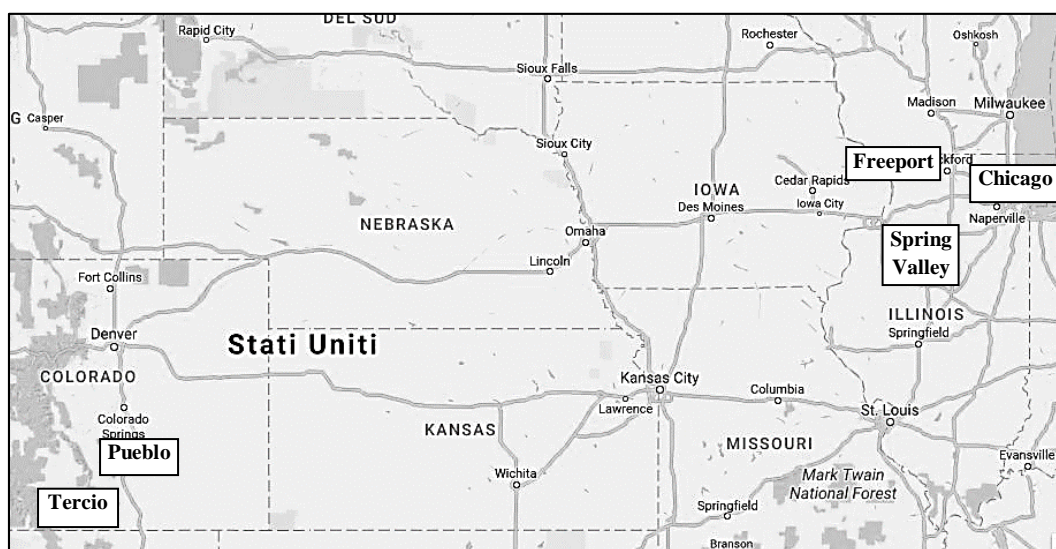 DEL SUD
Rapid City
Rochester
Oshkosh
Sioux Falls
Madison
Milwaukee
G Casper
Sioux City
Freeport
ckford
Chicago
IOWA
Cedar Rapids
Des Moines
Iowa City
Naperville
NEBRASKA
Omaha
Spring
Valley
Lincoln
Fort Collins
ILLINOIS
Denver
Springfield
Stati Uniti
COLORADO
Kansas City
Columbia
Lawrence
St. Louis
Colorado
Springs
KANSAS
MISSOURI
Pueblo
Evansville
Wichita
Mark Twain
National Forest
Tercio
Springfield
Branson